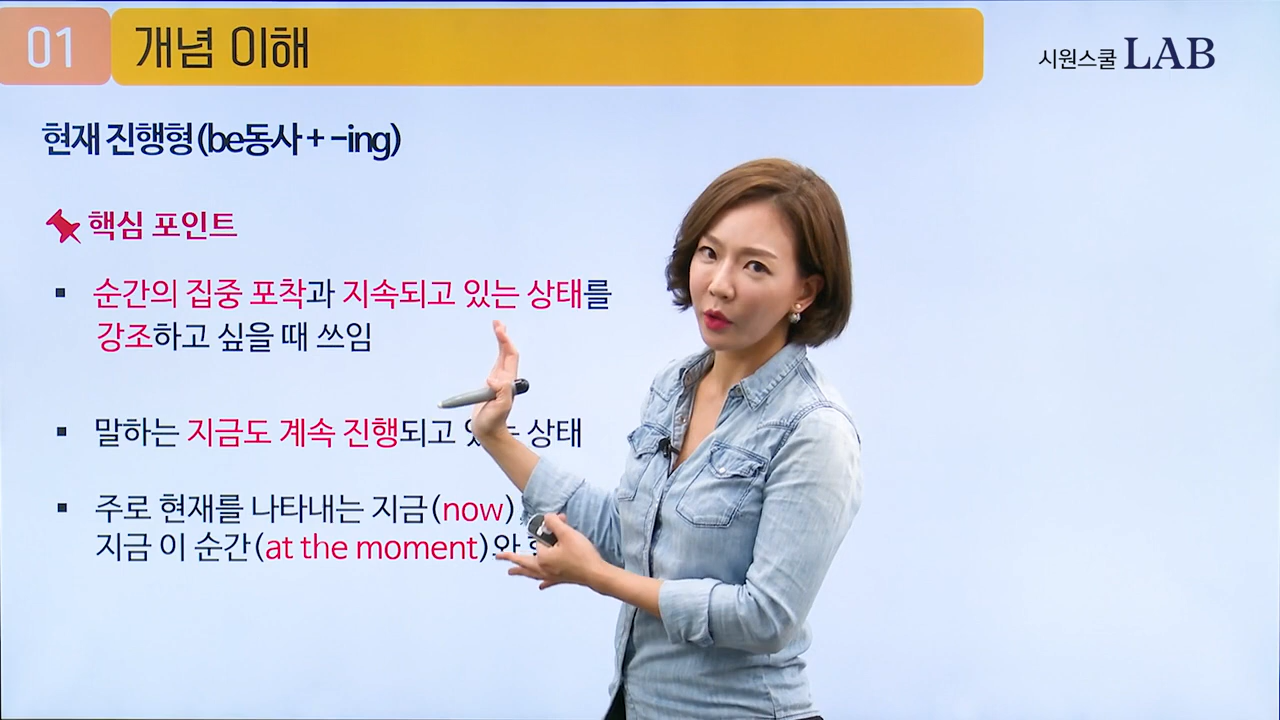 01 개념 이해
시원스쿨 LAB
현재 진행형(be동사 + -ing)
핵심 포인트
▪ 순간의 집중 포착과 지속되고 있는 상태를
강조하고 싶을 때 쓰임
▪ 말하는 지금도 계속 진행되고 상태
▪ 주로 현재를 나타내는 지금(now)
지금 이 순간(at the moment)와